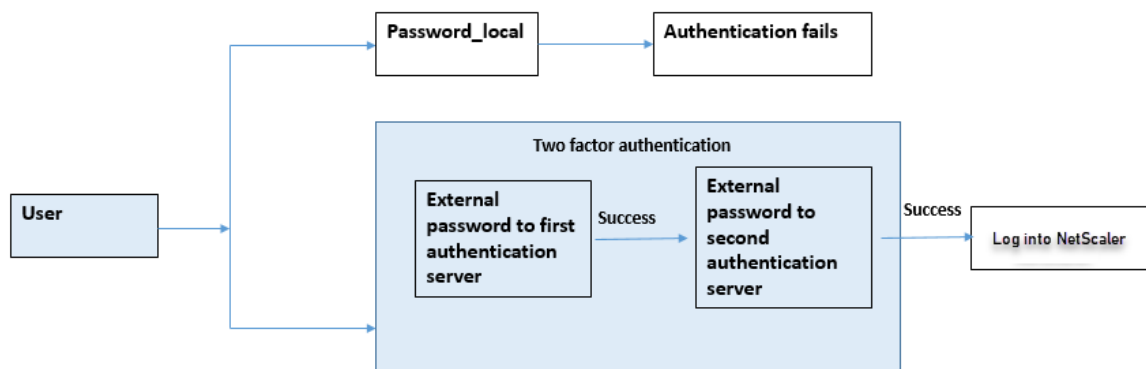 Password_local
Authentication fails
Two factor authentication
User
External
password to first
authentication
server
Success
External
password to
second
authentication
server
Success
Log into NetScaler